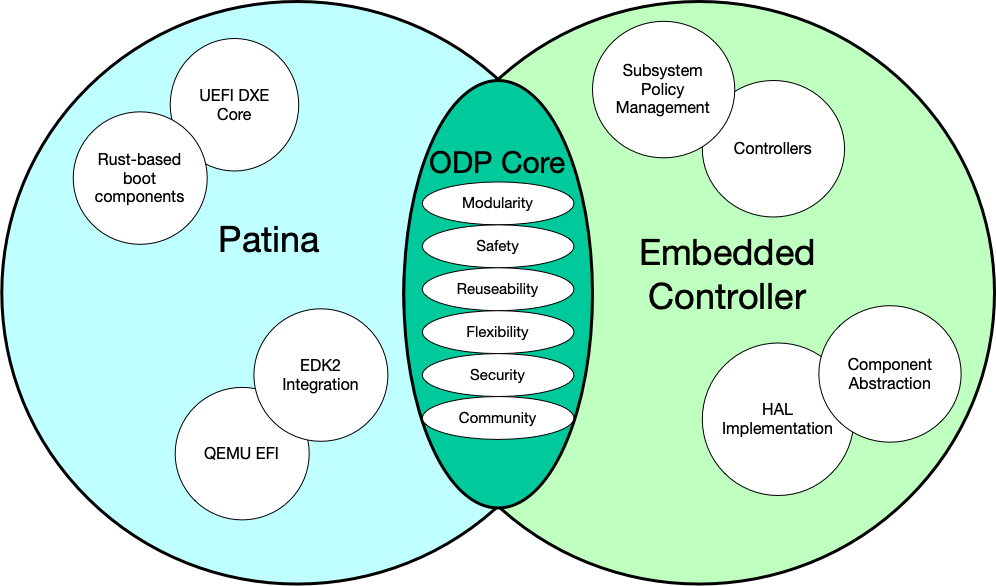 UEFI DXE
Core
Rust-based
boot
components
Patina
EDK2
Integration
QEMU EFI
ODP Core
Modularity
Safety
Reuseability
Flexibility
Security
Community
Subsystem
Policy
Management
Controllers
Embedded
Controller
Component
Abstraction
HAL
Implementation